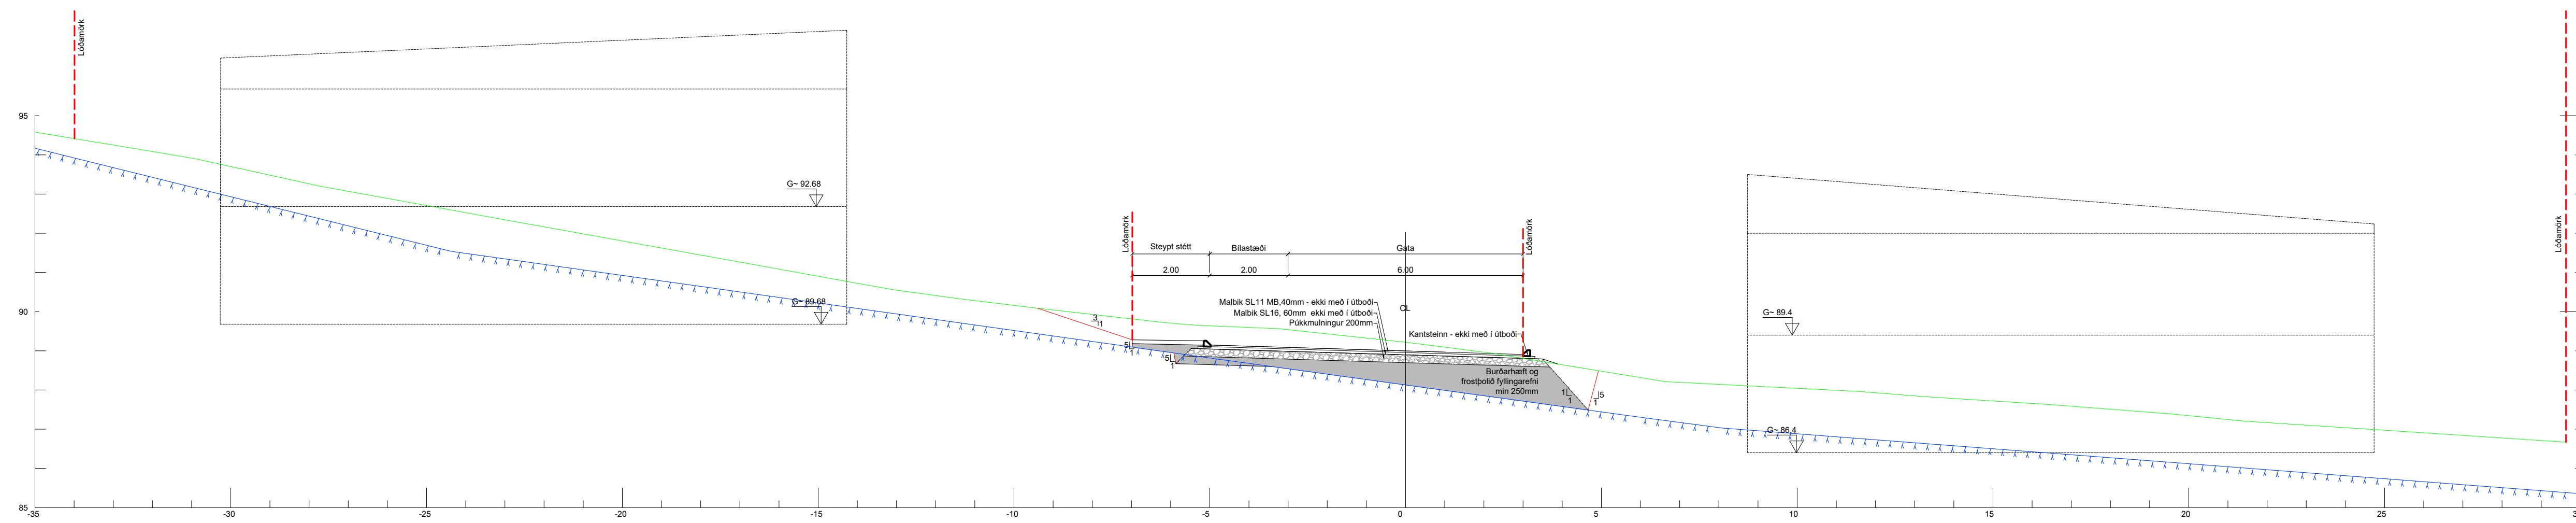 Lóðamörk
95
90
85
G~ 92.68
G~ 89.68
3
1
Lóðamörk
Steypt stétt
Bílastæði
Gata
2.00
2.00
6.00
Lóðamörk
Malbik SL11 MB,40mm - ekki með í útboði
Malbik SL16, 60mm  ekki með í útboði
Púkkmulningur 200mm
CL
Kantsteinn - ekki með í útboði
5
1
5
1
Burðarhæft og
frostþolið fyllingarefni
min 250mm
1
1
5
1
G~ 89.4
G~ 86.4
Lóðamörk
-35
-30
-25
-20
-15
-10
-5
0
5
10
15
20
25